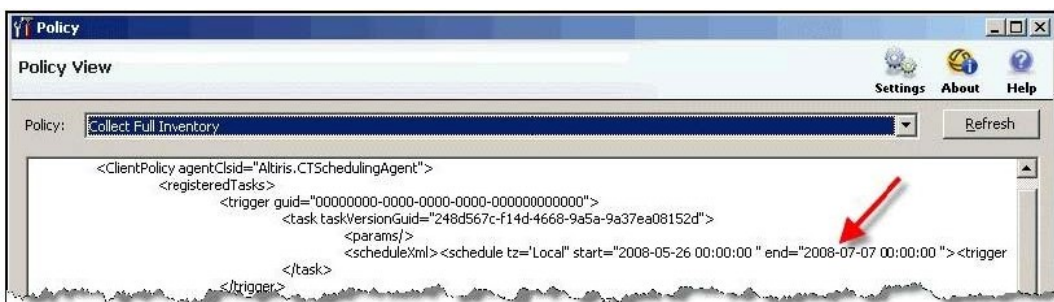 Policy
Policy View
Settings About Help
Policy: Collect Full Inventory Refresh
<ClientPolicy agentClsid="Altiris.CTSchedulingAgent">
<registeredTasks>
<trigger guid="00000000-0000-0000-0000-000000000000">
<task taskVersionGuid="248d567c-f14d-4668-9a5a-9a37ea08152d">
<params/>
<scheduleXml><schedule tz='Local" start="2008-05-26 00:00:00 " end="2008-07-07 00:00:00 "><trigger
</task>
</trigger>